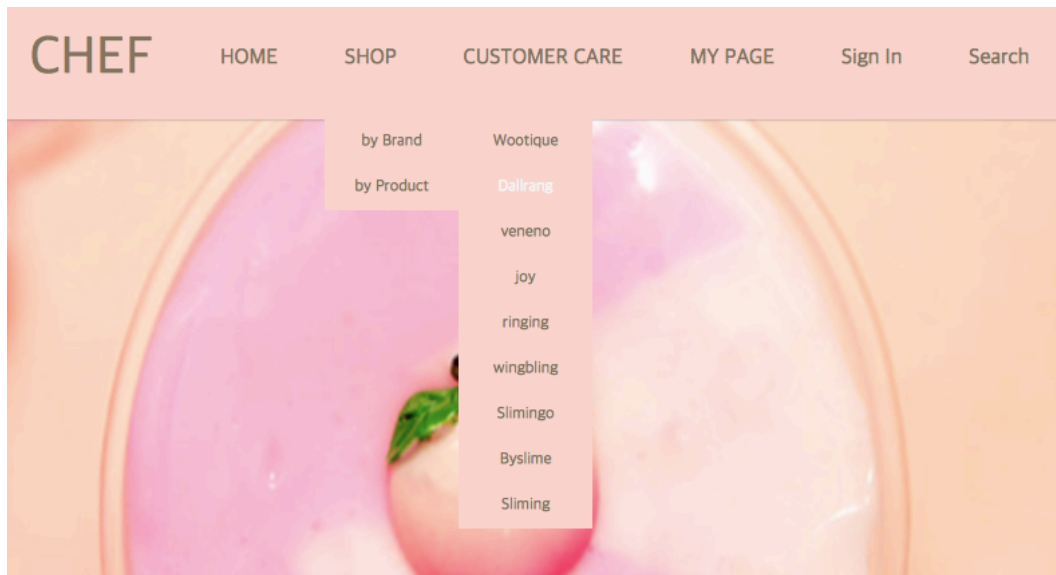 CHEF HOME SHOP CUSTOMER CARE MY PAGE Sign In Search
by Brand Wootique
by Product Dallrang
veneno
joy
ringing
wingbling
Slimingo
Byslime
Sliming